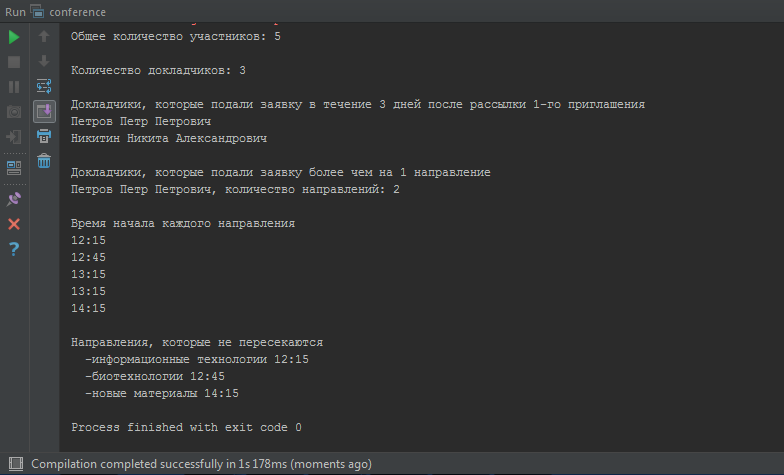 Run conference
Общее количество участников: 5
Количество докладчиков: 3
Докладчики, которые подали заявку в течение 3 дней после рассылки 1-го приглашения
Петров Петр Петрович
Никитин Никита Александрович
Докладчики, которые подали заявку более чем на 1 направление
Петров Петр Петрович, количество направлений: 2
Время начала каждого направления
12:15
12:45
13:15
13:15
14:15
Направления, которые не пересекаются
-информационные технологии 12:15
-биотехнологии 12:45
-новые материалы 14:15
Process finished with exit code 0
Compilation completed successfully in 1s 178ms (moments ago)